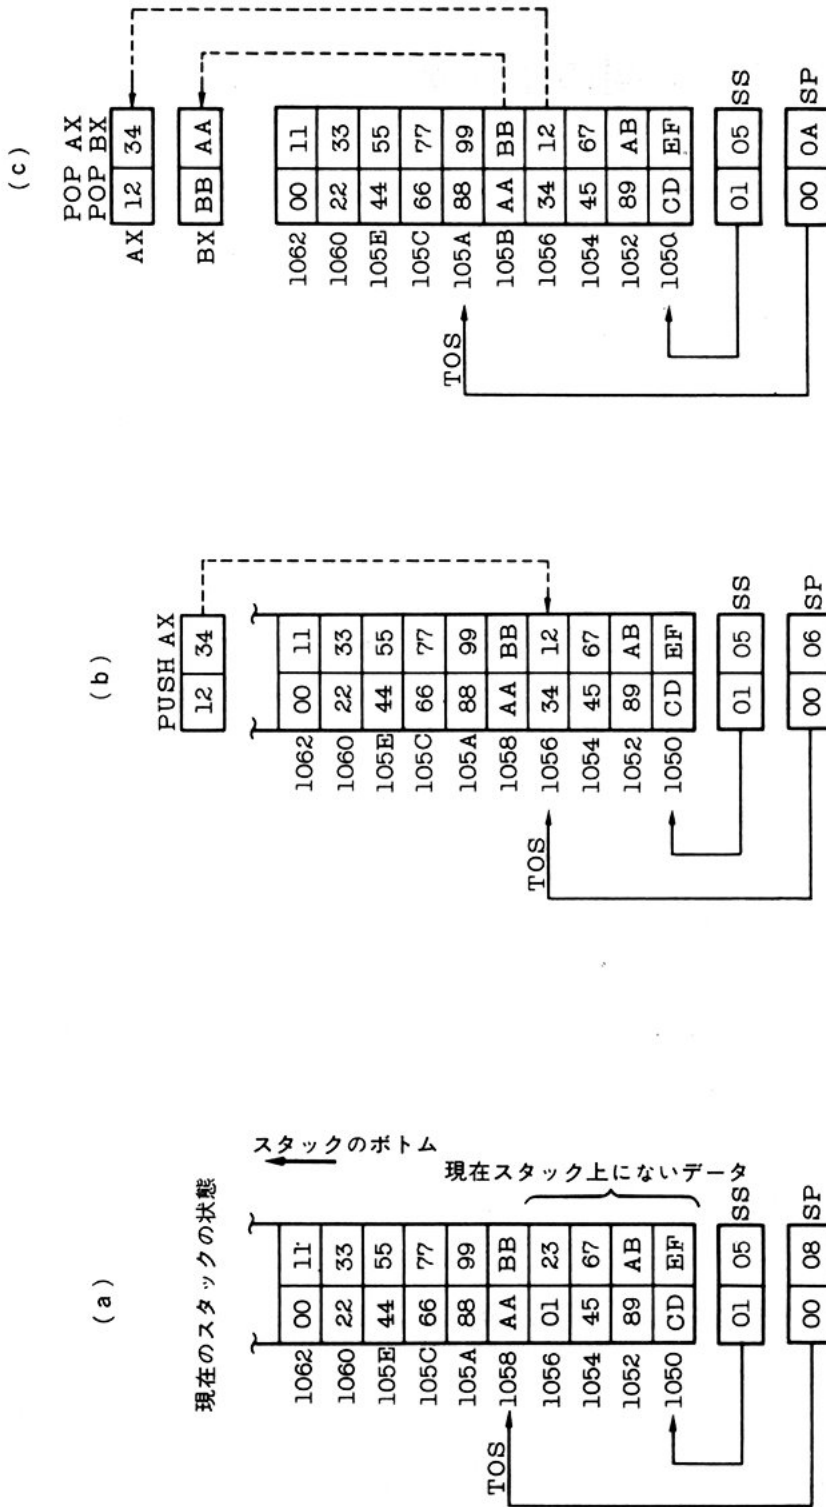 (a)
現在のスタックの状態
スタックのボトム
現在スタック上にないデータ
1062 00 11
1060 22 33
105E 44 55
105C 66 77
105A 88 99
1058 AA BB
1056 01 23
1054 45 67
1052 89 AB
1050 CD EF
TOS
01 05 SS
00 08 SP
(b)
PUSH AX
12 34
1062 00 11
1060 22 33
105E 44 55
105C 66 77
105A 88 99
1058 AA BB
1056 34 12
1054 45 67
1052 89 AB
1050 CD EF
TOS
01 05 SS
00 06 SP
(c)
POP AX
POP BX
AX 12 34
BX BB AA
1062 00 11
1060 22 33
105E 44 55
105C 66 77
105A 88 99
105B AA BB
1056 34 12
1054 45 67
1052 89 AB
1050 CD EF
TOS
01 05 SS
00 0A SP